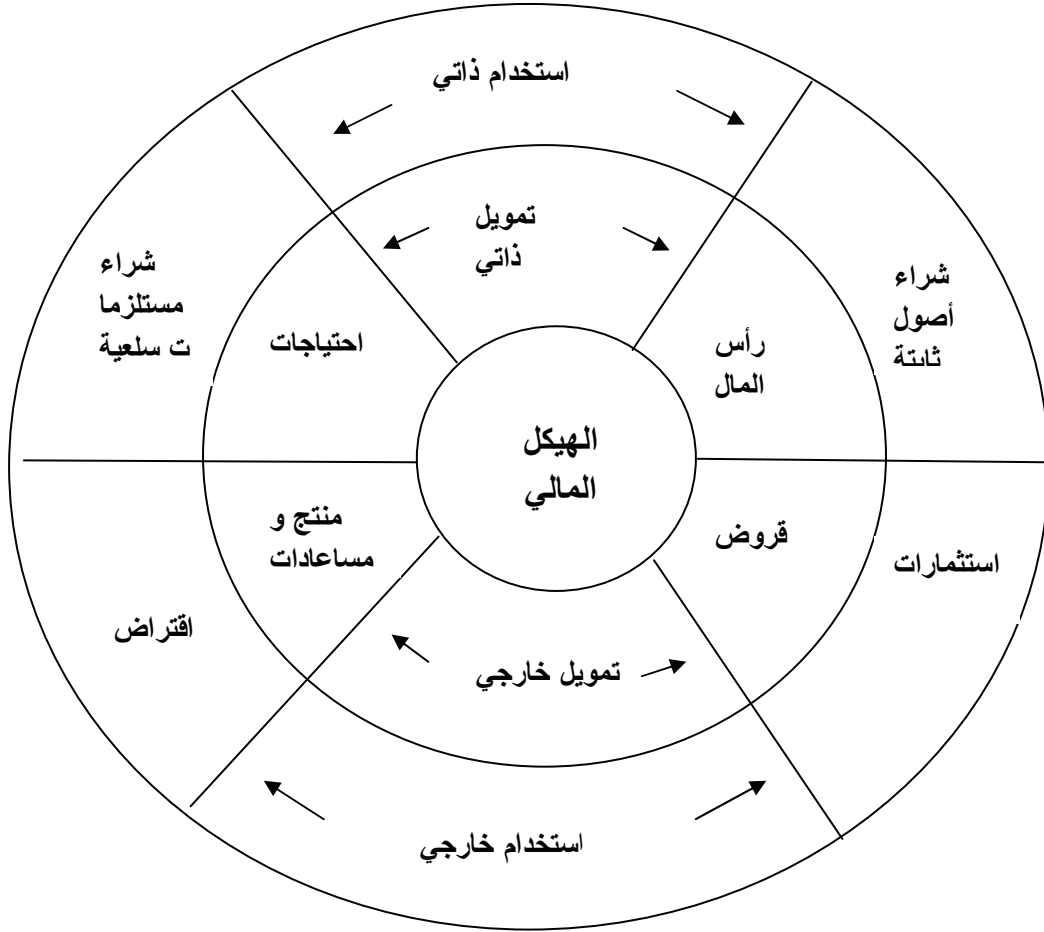 استخدام ذاتي
تمويل
ذاتي
شراء
أصول
ثابتة
شراء
مستلزما
ت سلعية
احتياجات
رأس
المال
الهيكل
المالي
منتج و
مساعادات
قروض
استثمارات
اقتراض
تمويل خارجي
استخدام خارجي